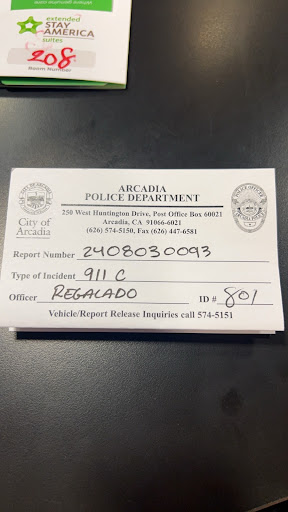 extended
STAY
AMERICA
suites
208
Room Number
ARCADIA
POLICE DEPARTMENT
250 West Huntington Drive, Post Office Box 60021
Arcadia, CA 91066-6021
(626) 574-5150, Fax (626) 447-6581
City of
Arcadia
Report Number 2408030093
Type of Incident 911 C
Officer REGALADO ID # 801
Vehicle/Report Release Inquiries call 574-5151